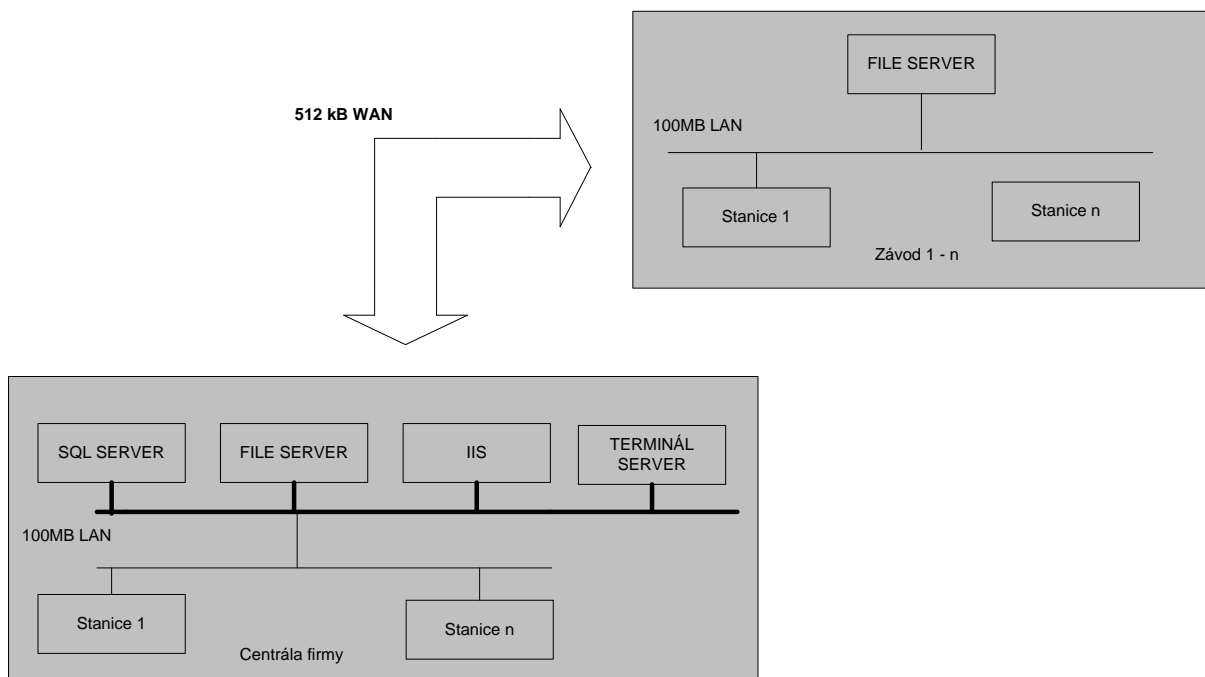 FILE SERVER
512 kB WAN
100MB LAN
Stanice 1
Stanice n
Závod 1 - n
SQL SERVER
FILE SERVER
IIS
TERMINÁL
SERVER
100MB LAN
Stanice 1
Stanice n
Centrála firmy